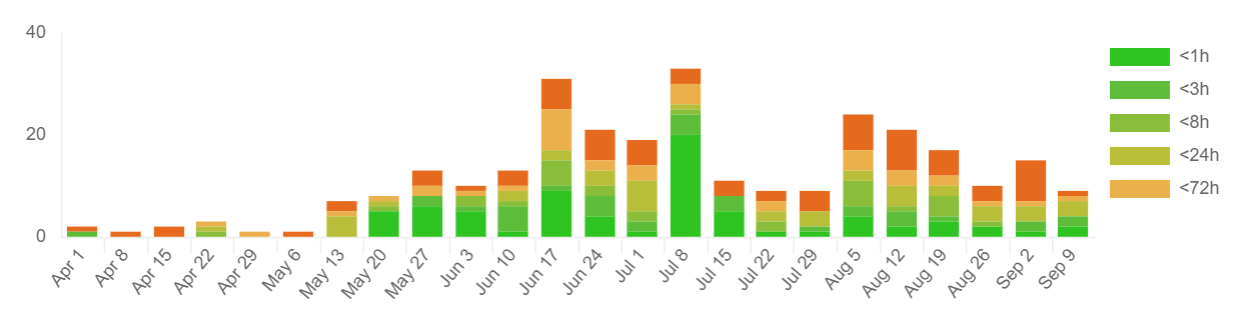 40
20
0
Apr 1
Apr 8
Apr 15
Apr 22
Apr 29
May 6
May 13
May 20
May 27
Jun 3
Jun 10
Jun 17
Jun 24
Jul 1
Jul 8
Jul 15
Jul 22
Jul 29
Aug 5
Aug 12
Aug 19
Aug 26
Sep 2
Sep 9
<1h
<3h
<8h
<24h
<72h